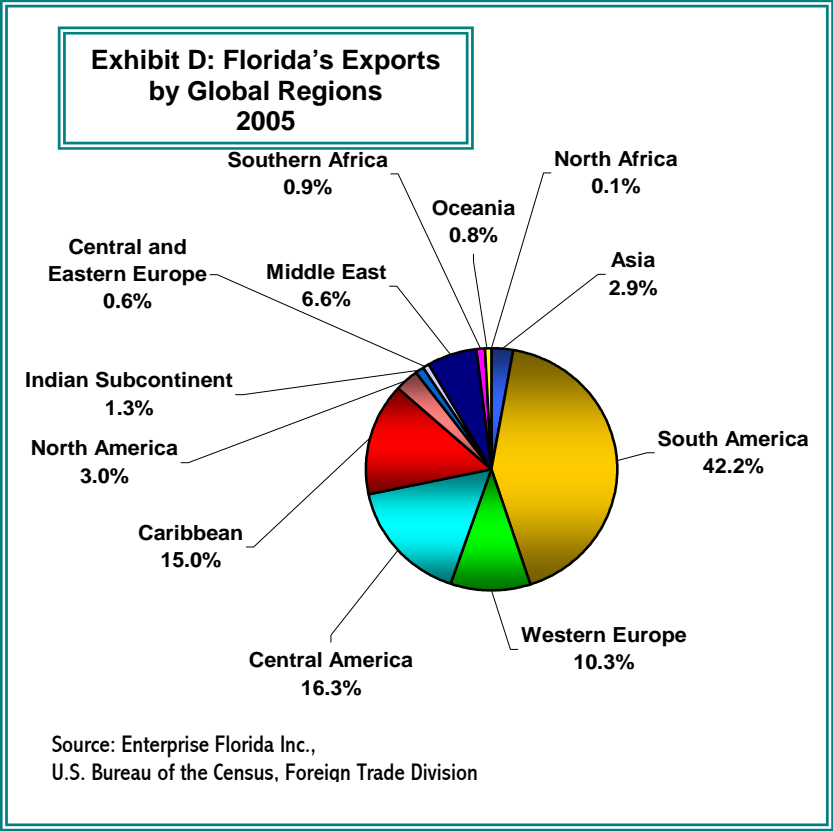 Exhibit D: Florida's Exports
by Global Regions
2005
Southern Africa
0.9%
North Africa
0.1%
Oceania
0.8%
Central and
Eastern Europe
0.6%
Middle East
6.6%
Asia
2.9%
Indian Subcontinent
1.3%
North America
3.0%
South America
42.2%
Caribbean
15.0%
Western Europe
10.3%
Central America
16.3%
Source: Enterprise Florida Inc.,
U.S. Bureau of the Census, Foreign Trade Division